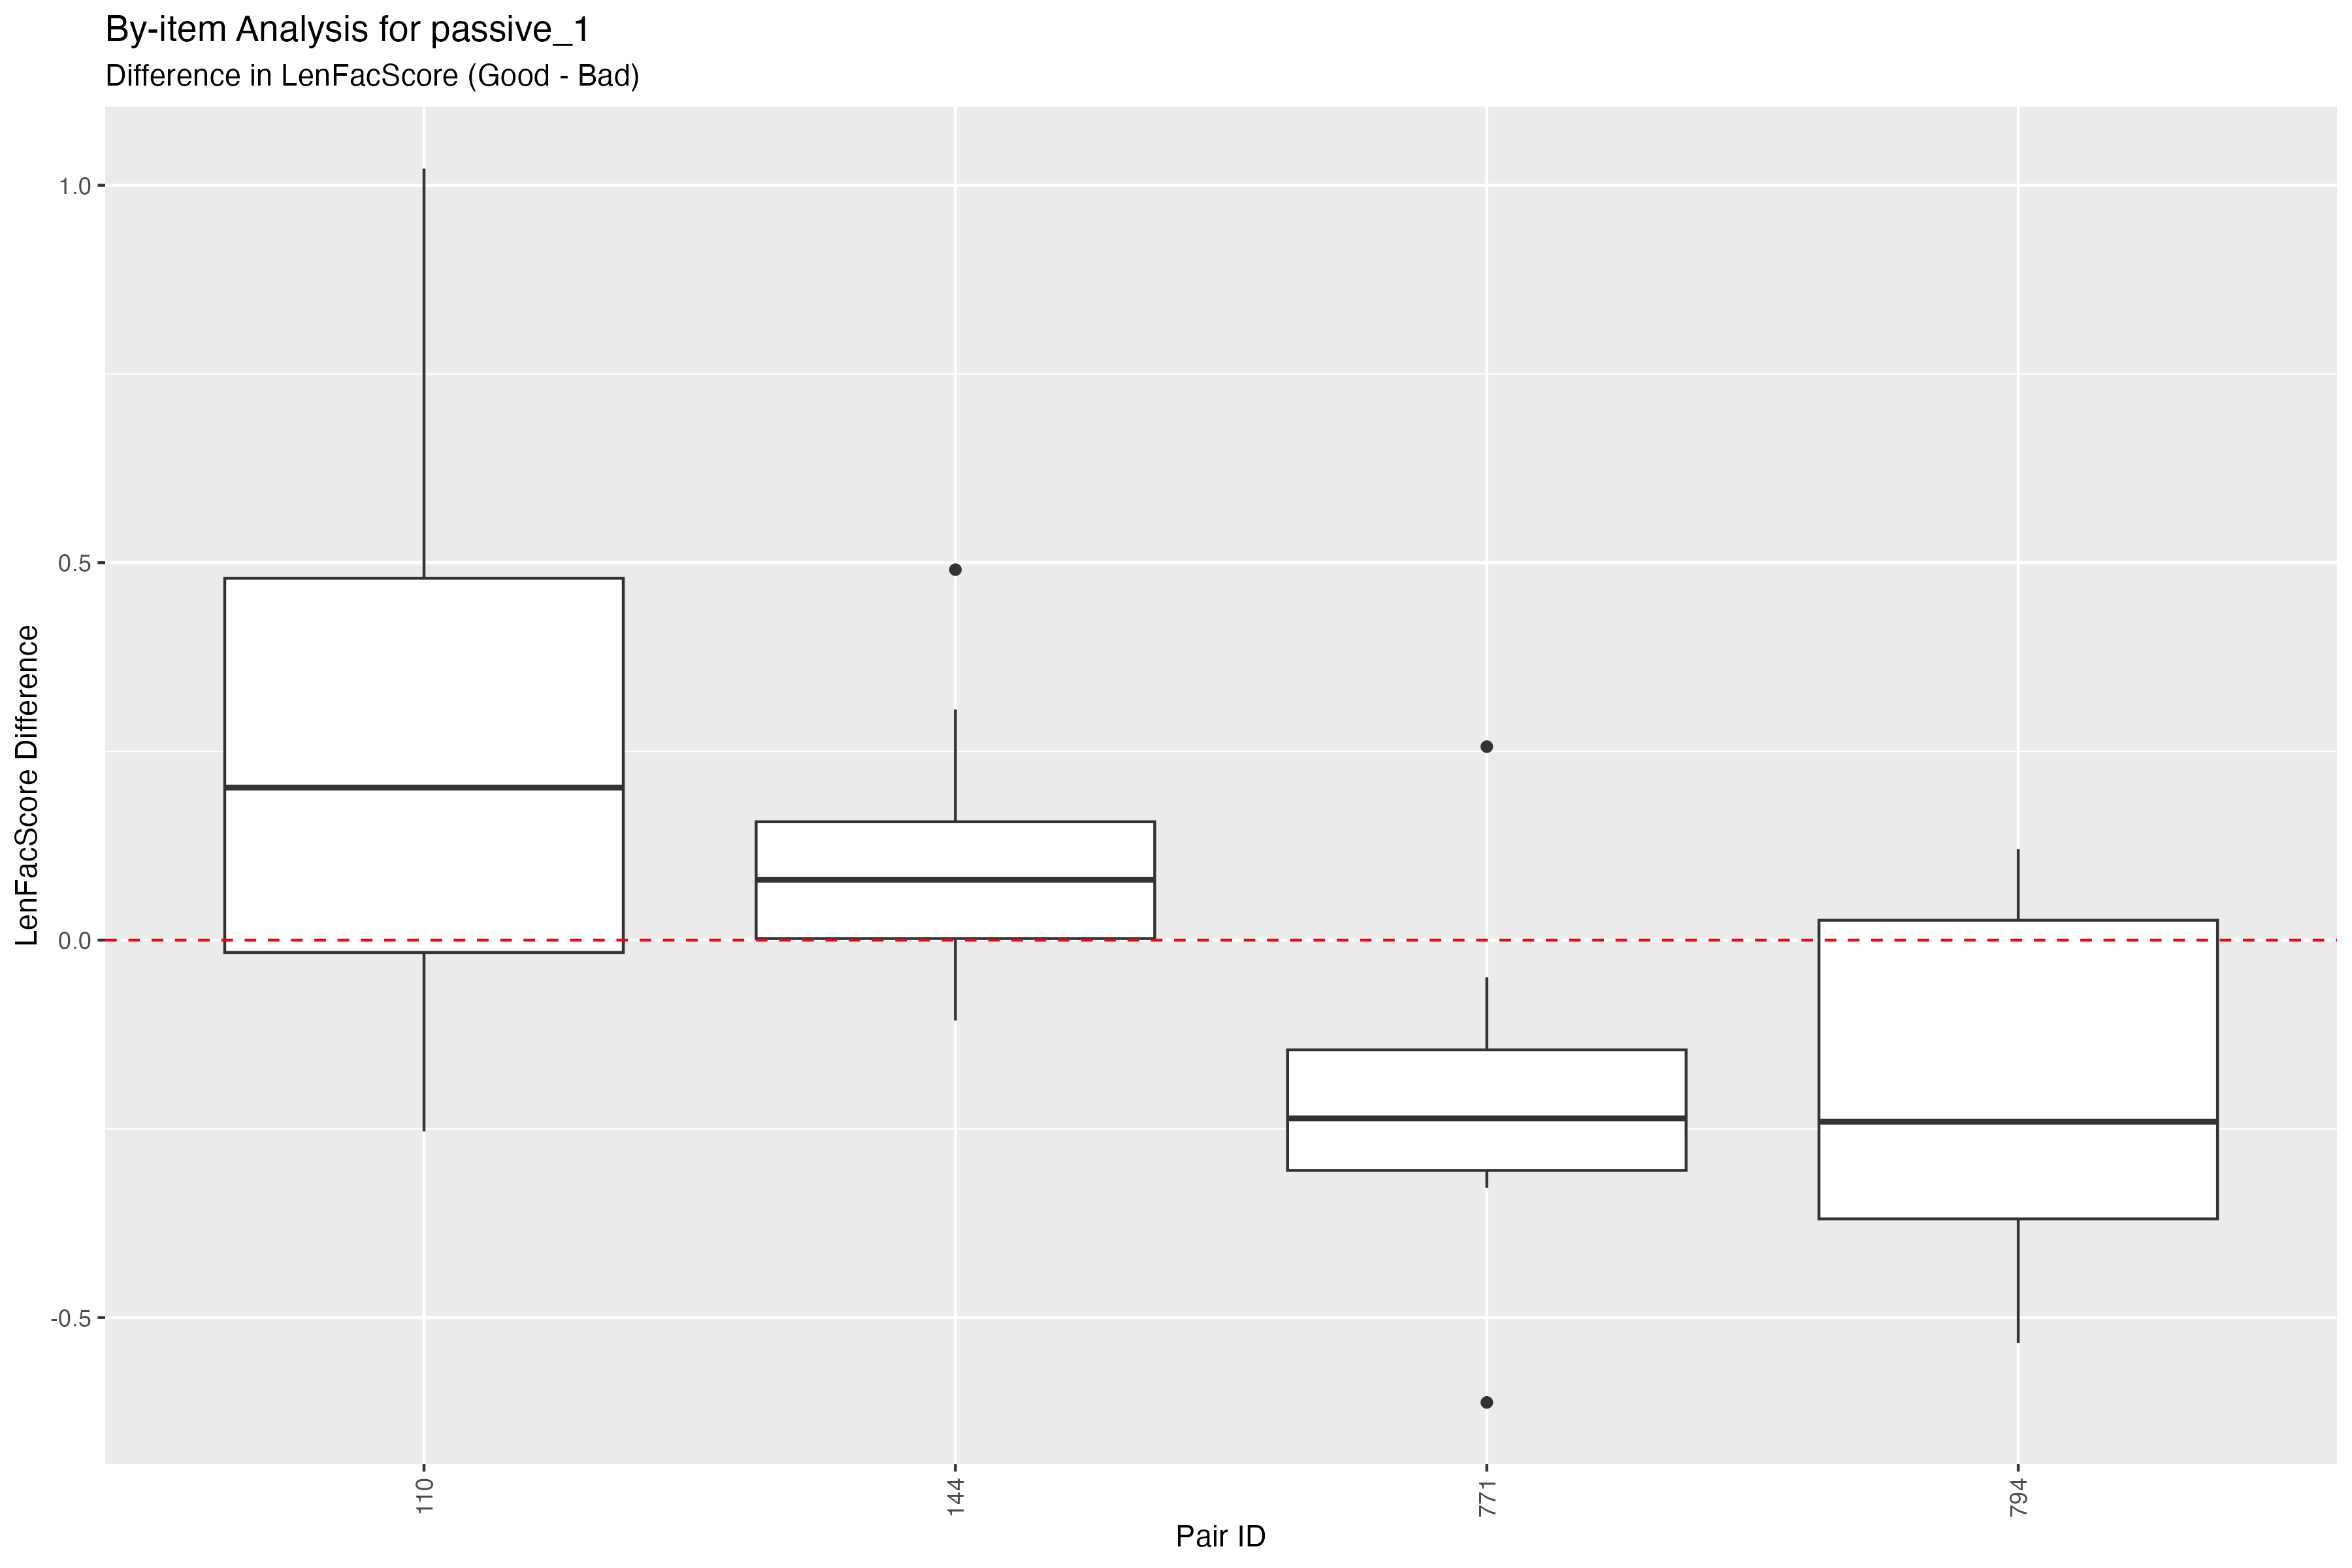 By-item Analysis for passive_1
Difference in LenFacScore (Good - Bad)
LenFacScore Difference
1.0
0.5
0.0
-0.5
110
144
771
794
Pair ID